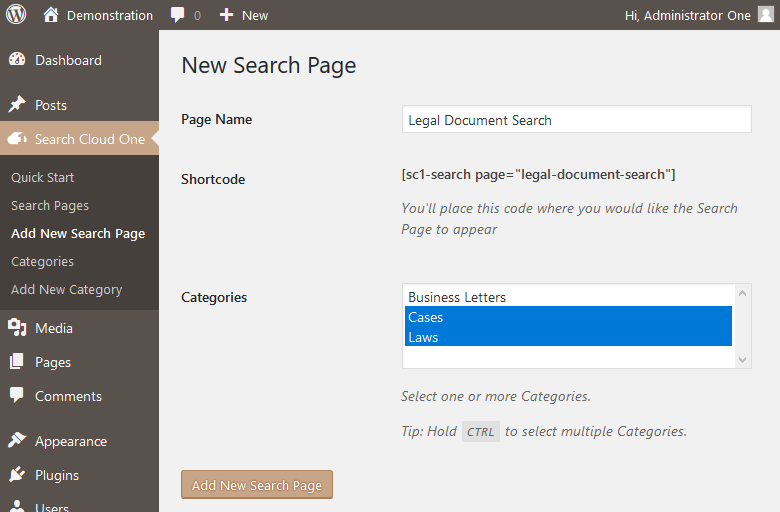 Demonstration 0 New Hi, Administrator One
Dashboard
Posts
Search Cloud One
Quick Start
Search Pages
Add New Search Page
Categories
Add New Category
Media
Pages
Comments
Appearance
Plugins
Users
New Search Page
Page Name Legal Document Search
Shortcode [sc1-search page="legal-document-search"]
You'll place this code where you would like the Search
Page to appear
Categories Business Letters
Cases
Laws
Select one or more Categories.
Tip: Hold CTRL to select multiple Categories.
Add New Search Page